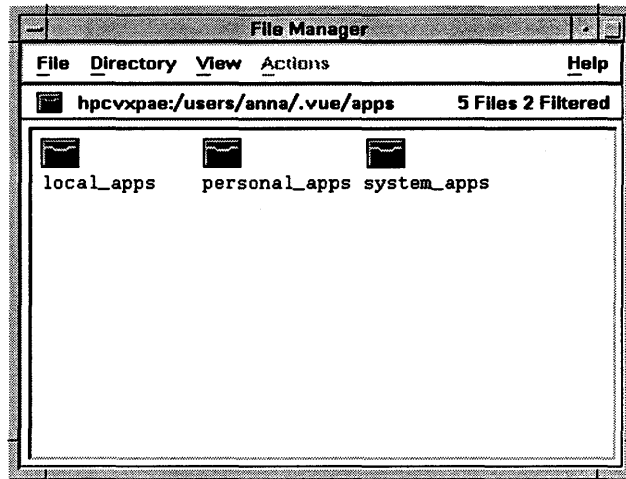 File Manager
File Directory View Actions Help
hpcvxpae:/users/anna/.vue/apps 5 Files 2 Filtered
local_apps personal_apps system_apps